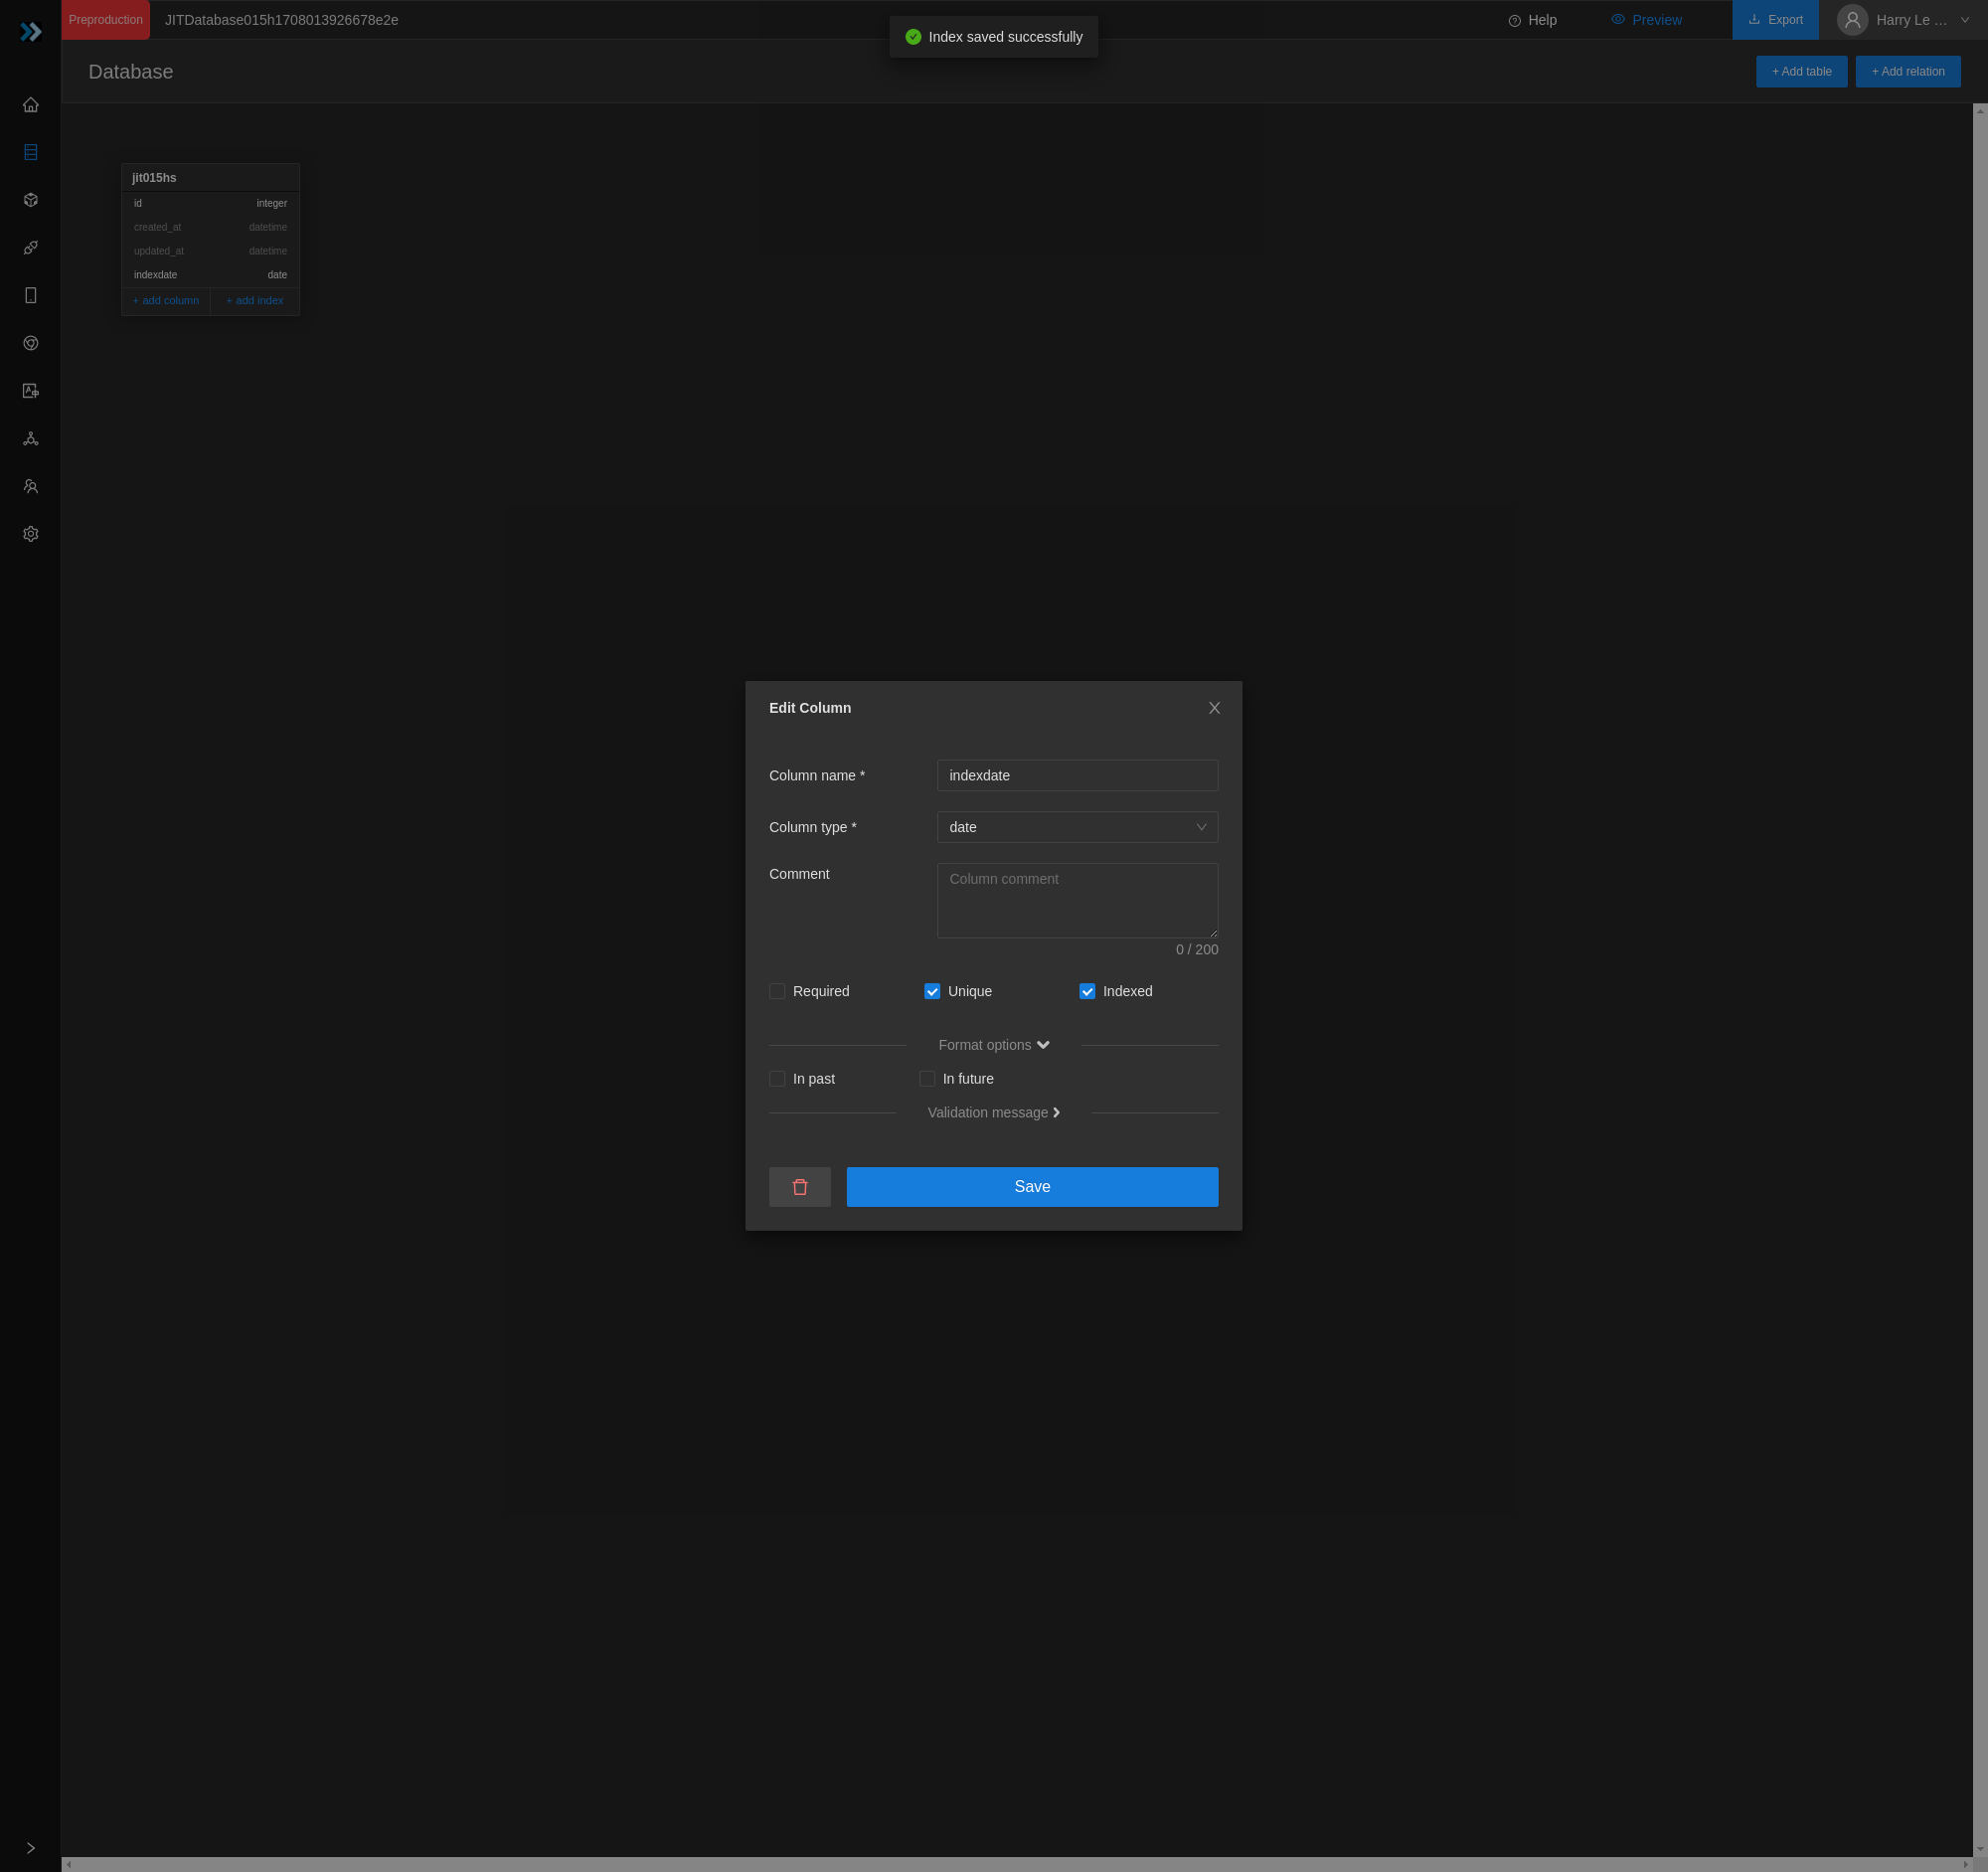 Preproduction JITDatabase015h1708013926678e2e Help Preview Export Harry Le ...
Index saved successfully
Database + Add table + Add relation
jit015hs
id integer
created_at datetime
updated_at datetime
indexdate date
+ add column + add index
Edit Column
Column name * indexdate
Column type * date
Comment Column comment
0 / 200
Required Unique Indexed
Format options
In past In future
Validation message
Save